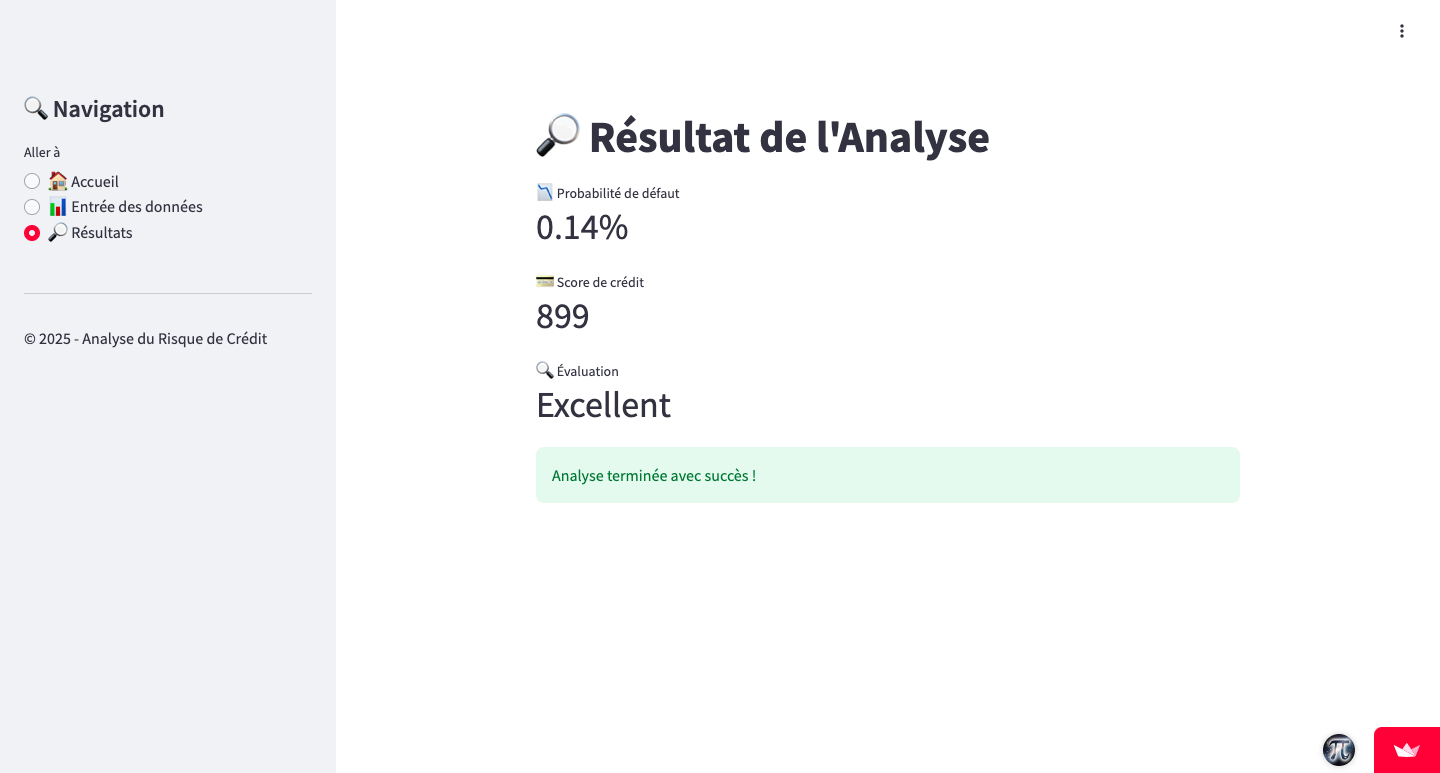 Navigation
Aller à
Accueil
Entrée des données
Résultats
© 2025 - Analyse du Risque de Crédit
Résultat de l'Analyse
Probabilité de défaut
0.14%
Score de crédit
899
Évaluation
Excellent
Analyse terminée avec succès !
π